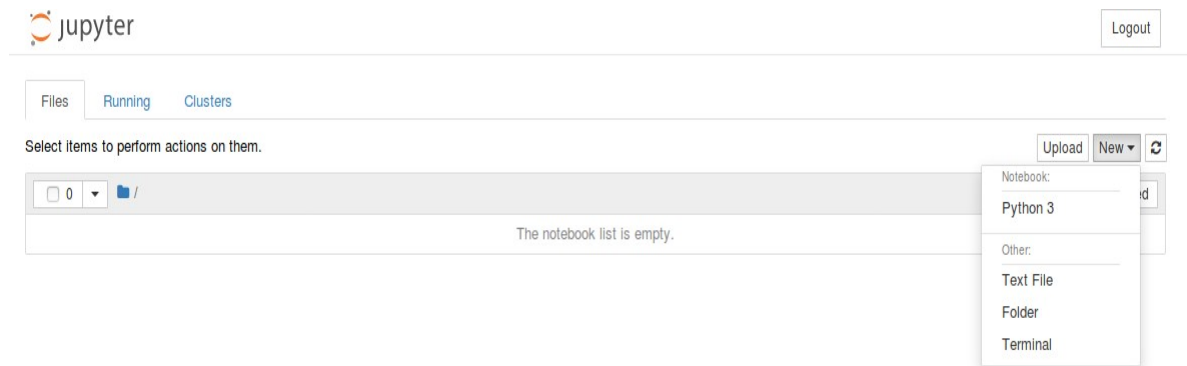 jupyter
Logout
Files Running Clusters
Select items to perform actions on them.
Upload New
Notebook:
0 /
Python 3
The notebook list is empty.
Other:
Text File
Folder
Terminal